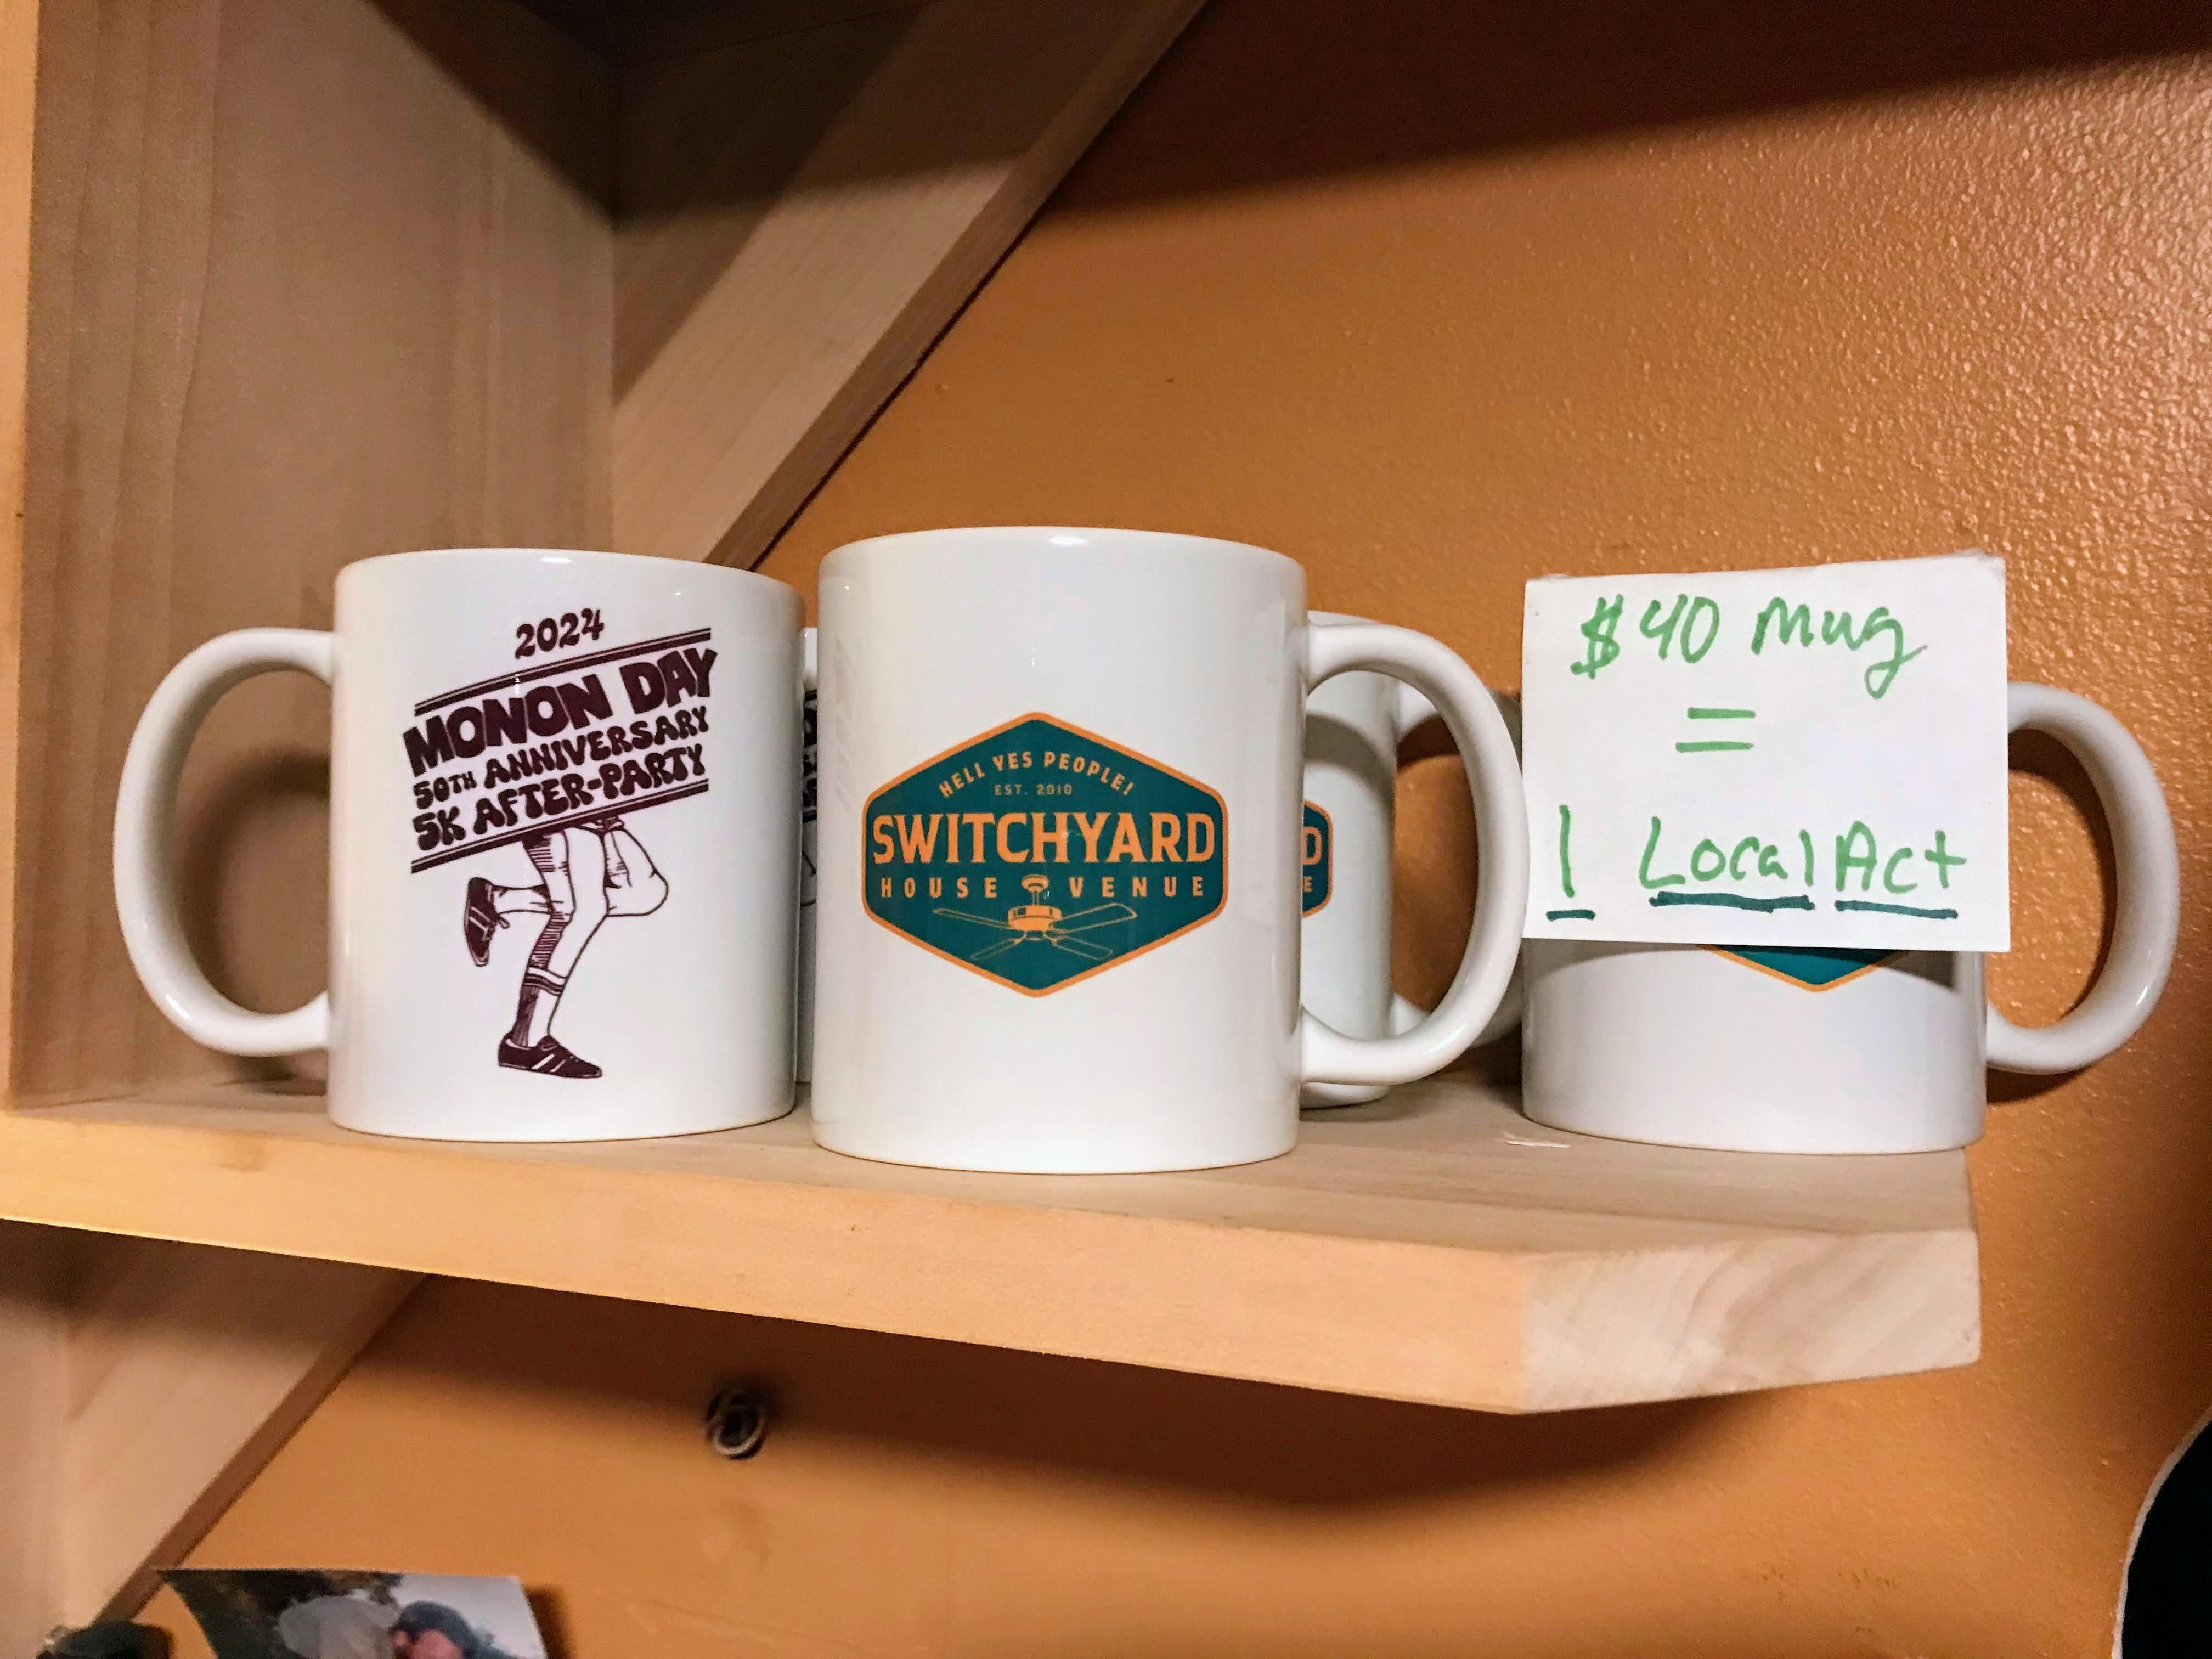 2024
MONON DAY
50TH ANNIVERSARY
5K AFTER-PARTY
HELL YES PEOPLE!
EST. 2010
SWITCHYARD
HOUSE VENUE
D
E
$40 Mug
=
1 Local Act